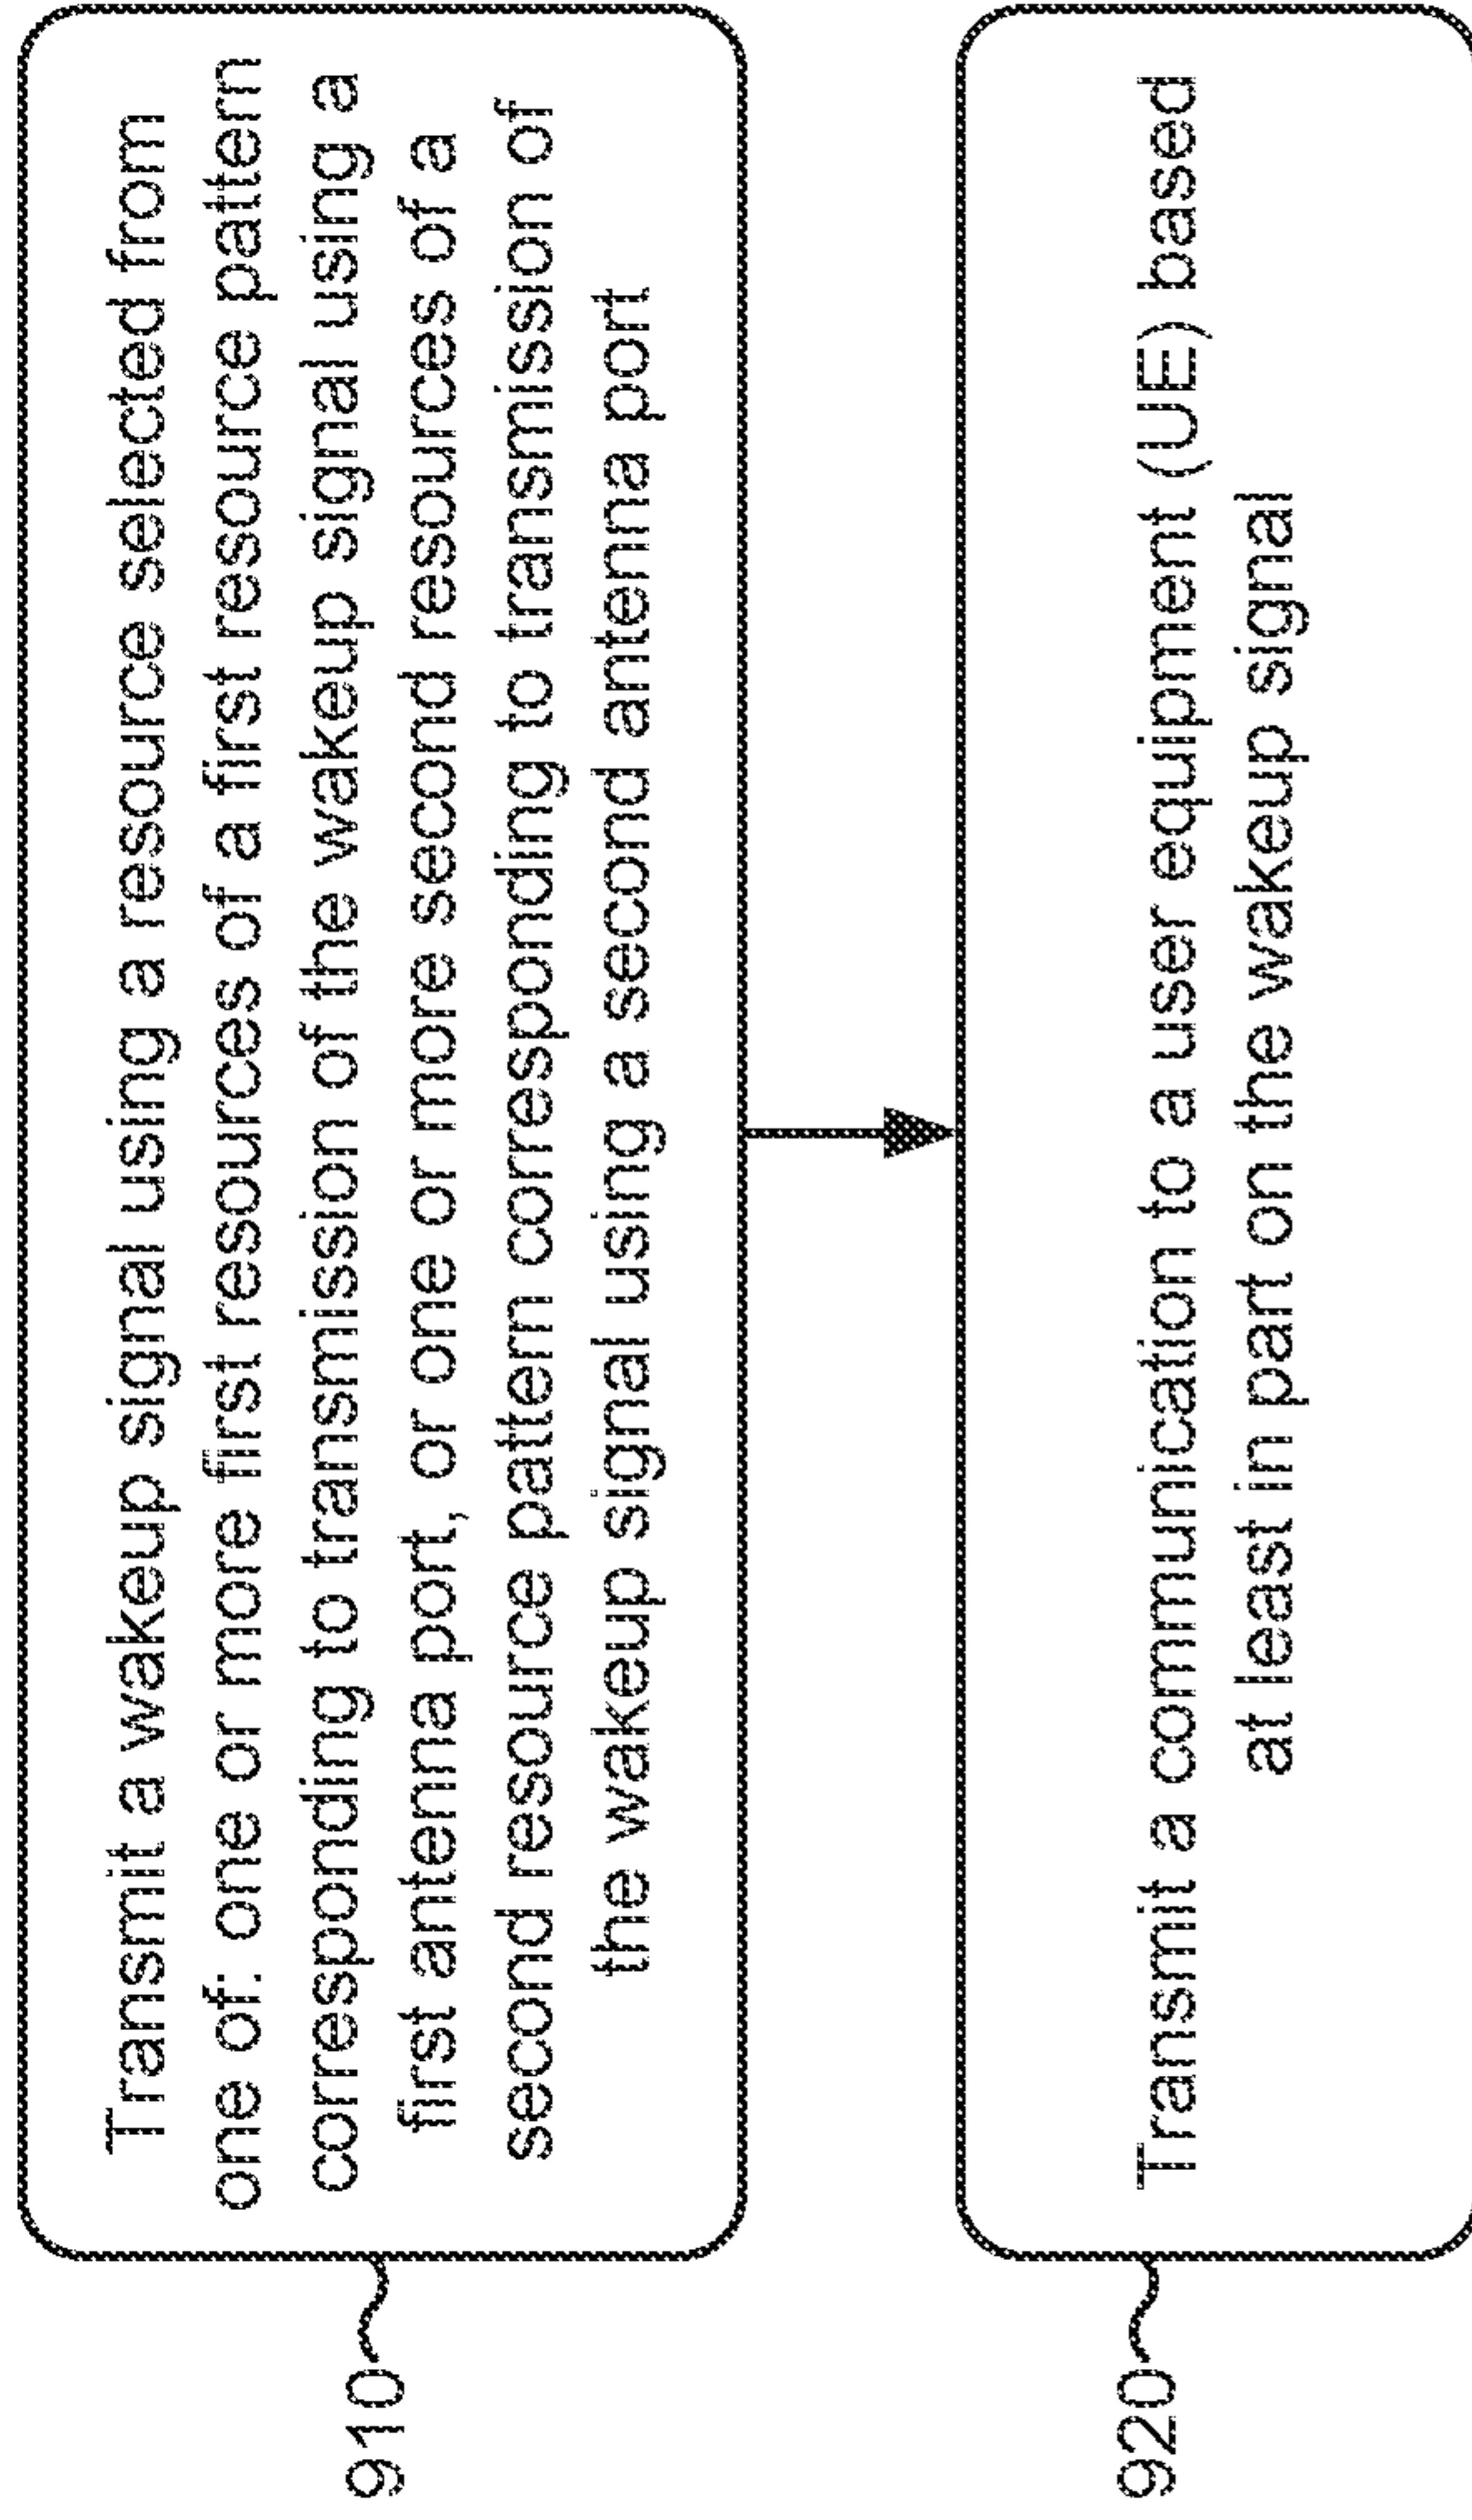 Transmit a wakeup signal using a resource selected from
one of: one or more first resources of a first resource pattern
corresponding to transmission of the wakeup signal using a
first antenna port, or one or more second resources of a
second resource pattern corresponding to transmission of
the wakeup signal using a second antenna port
910
Transmit a communication to a user equipment (UE) based
at least in part on the wakeup signal
920